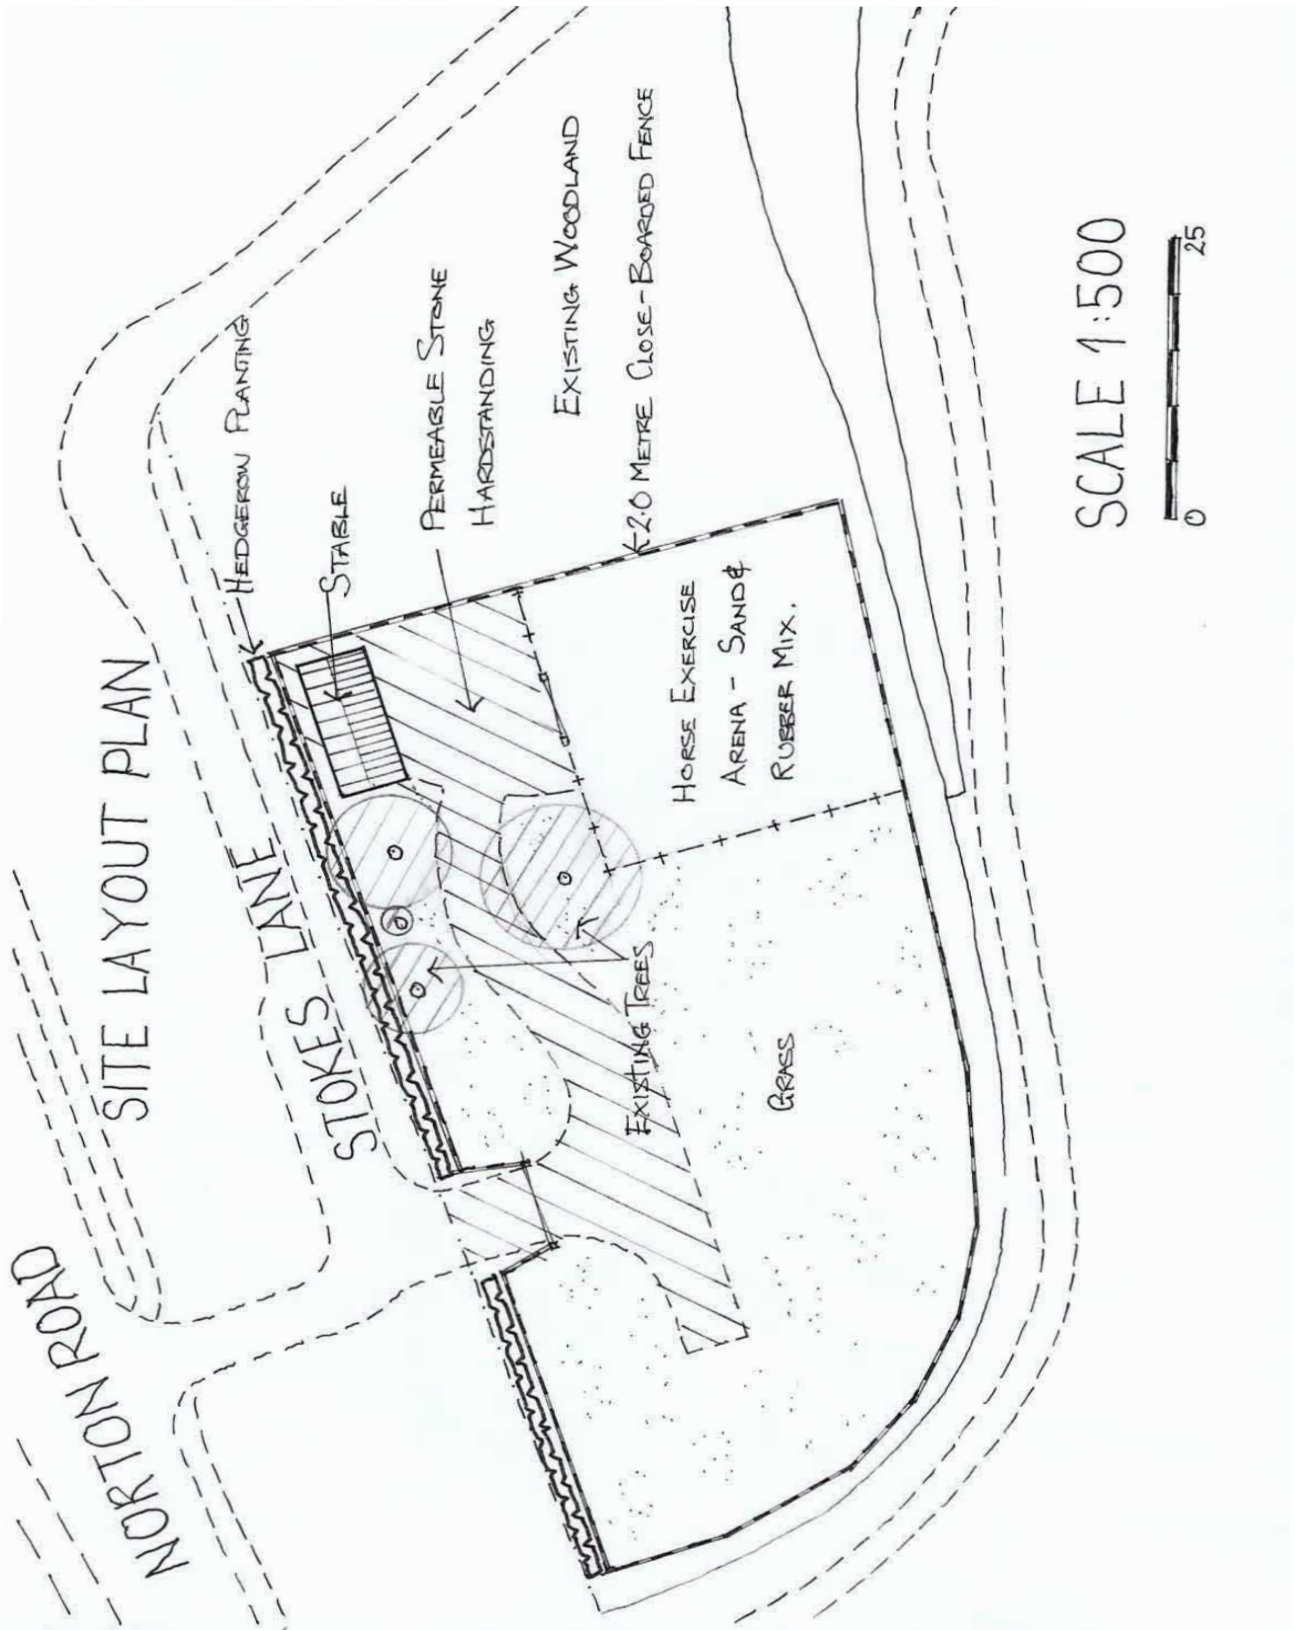 SITE LAYOUT PLAN
NORTON ROAD
STOKES LANE
HEDGEROW PLANTING
STABLE
PERMEABLE STONE
HARDSTANDING
EXISTING WOODLAND
2.0 METRE CLOSE-BOARDED FENCE
HORSE EXERCISE
ARENA - SAND &
RUBBER MIX.
EXISTING TREES
GRASS
SCALE 1:500
0 25